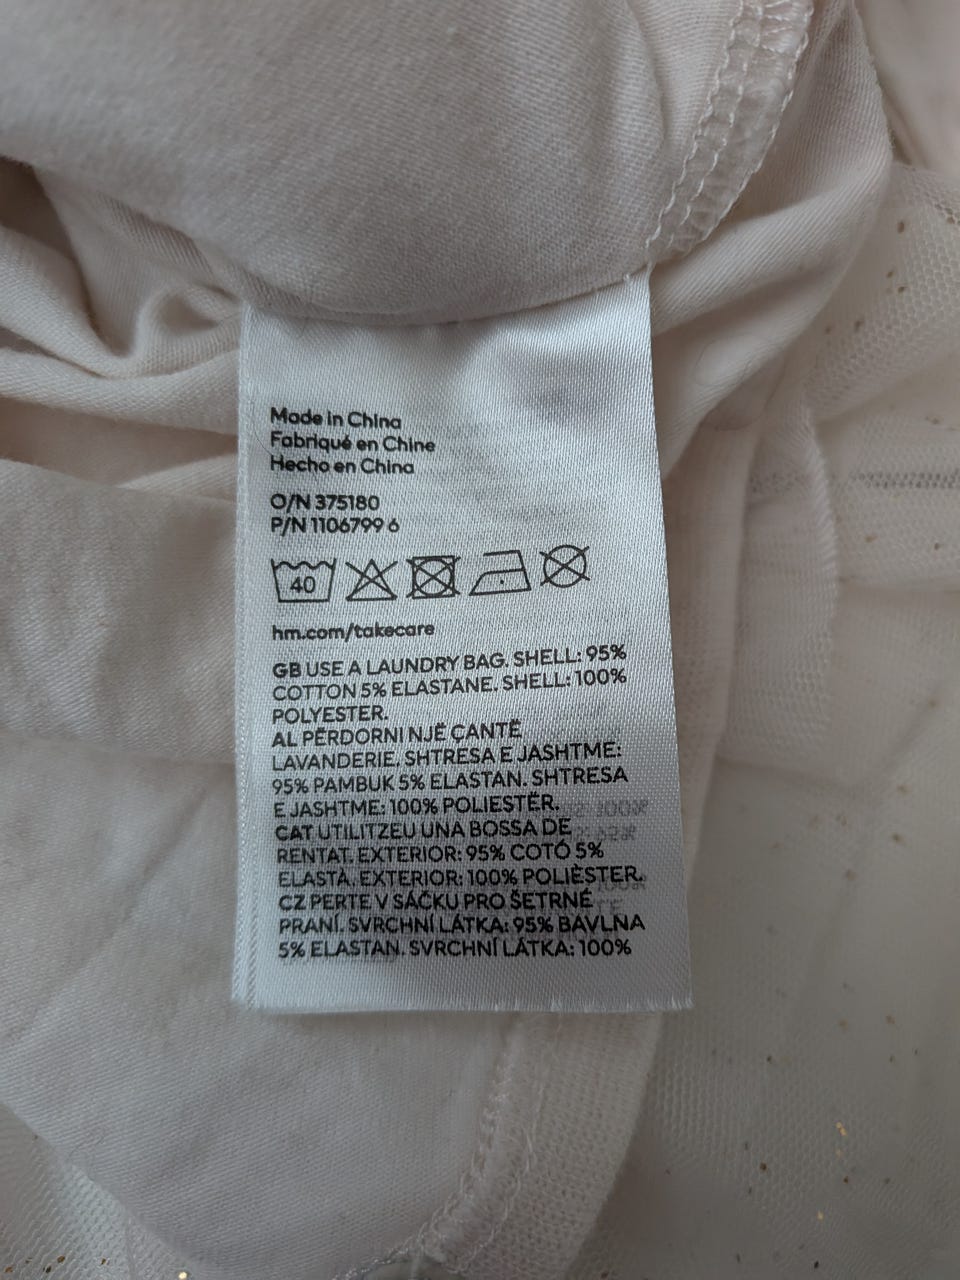 Made in China
Fabriqué en Chine
Hecho en China
O/N 375180
P/N 1106799 6
40
hm.com/takecare
GB USE A LAUNDRY BAG. SHELL: 95%
COTTON 5% ELASTANE. SHELL: 100%
POLYESTER.
AL PËRDORNI NJË ÇANTË
LAVANDERIE. SHTRESA E JASHTME:
95% PAMBUK 5% ELASTAN. SHTRESA
E JASHTME: 100% POLIESTËR.
CAT UTILITZEU UNA BOSSA DE
RENTAT. EXTERIOR: 95% COTÓ 5%
ELASTÀ. EXTERIOR: 100% POLIÈSTER.
CZ PERTE V SÁČKU PRO ŠETRNÉ
PRANÍ. SVRCHNÍ LÁTKA: 95% BAVLNA
5% ELASTAN. SVRCHNÍ LÁTKA: 100%